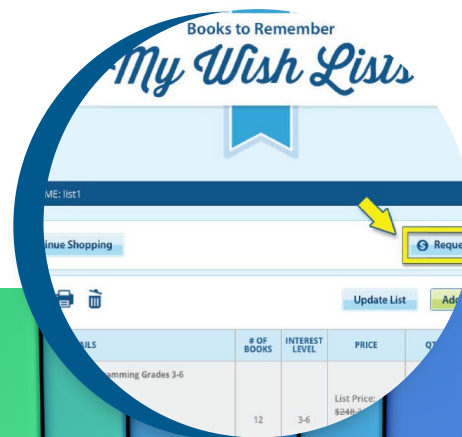 Books to Remember
My Wish Lists
ME: list1
inue Shopping
Reque
Update List
Add
AILS
# OF BOOKS
INTEREST LEVEL
PRICE
QT
amming Grades 3-6
12
3-6
List Price: